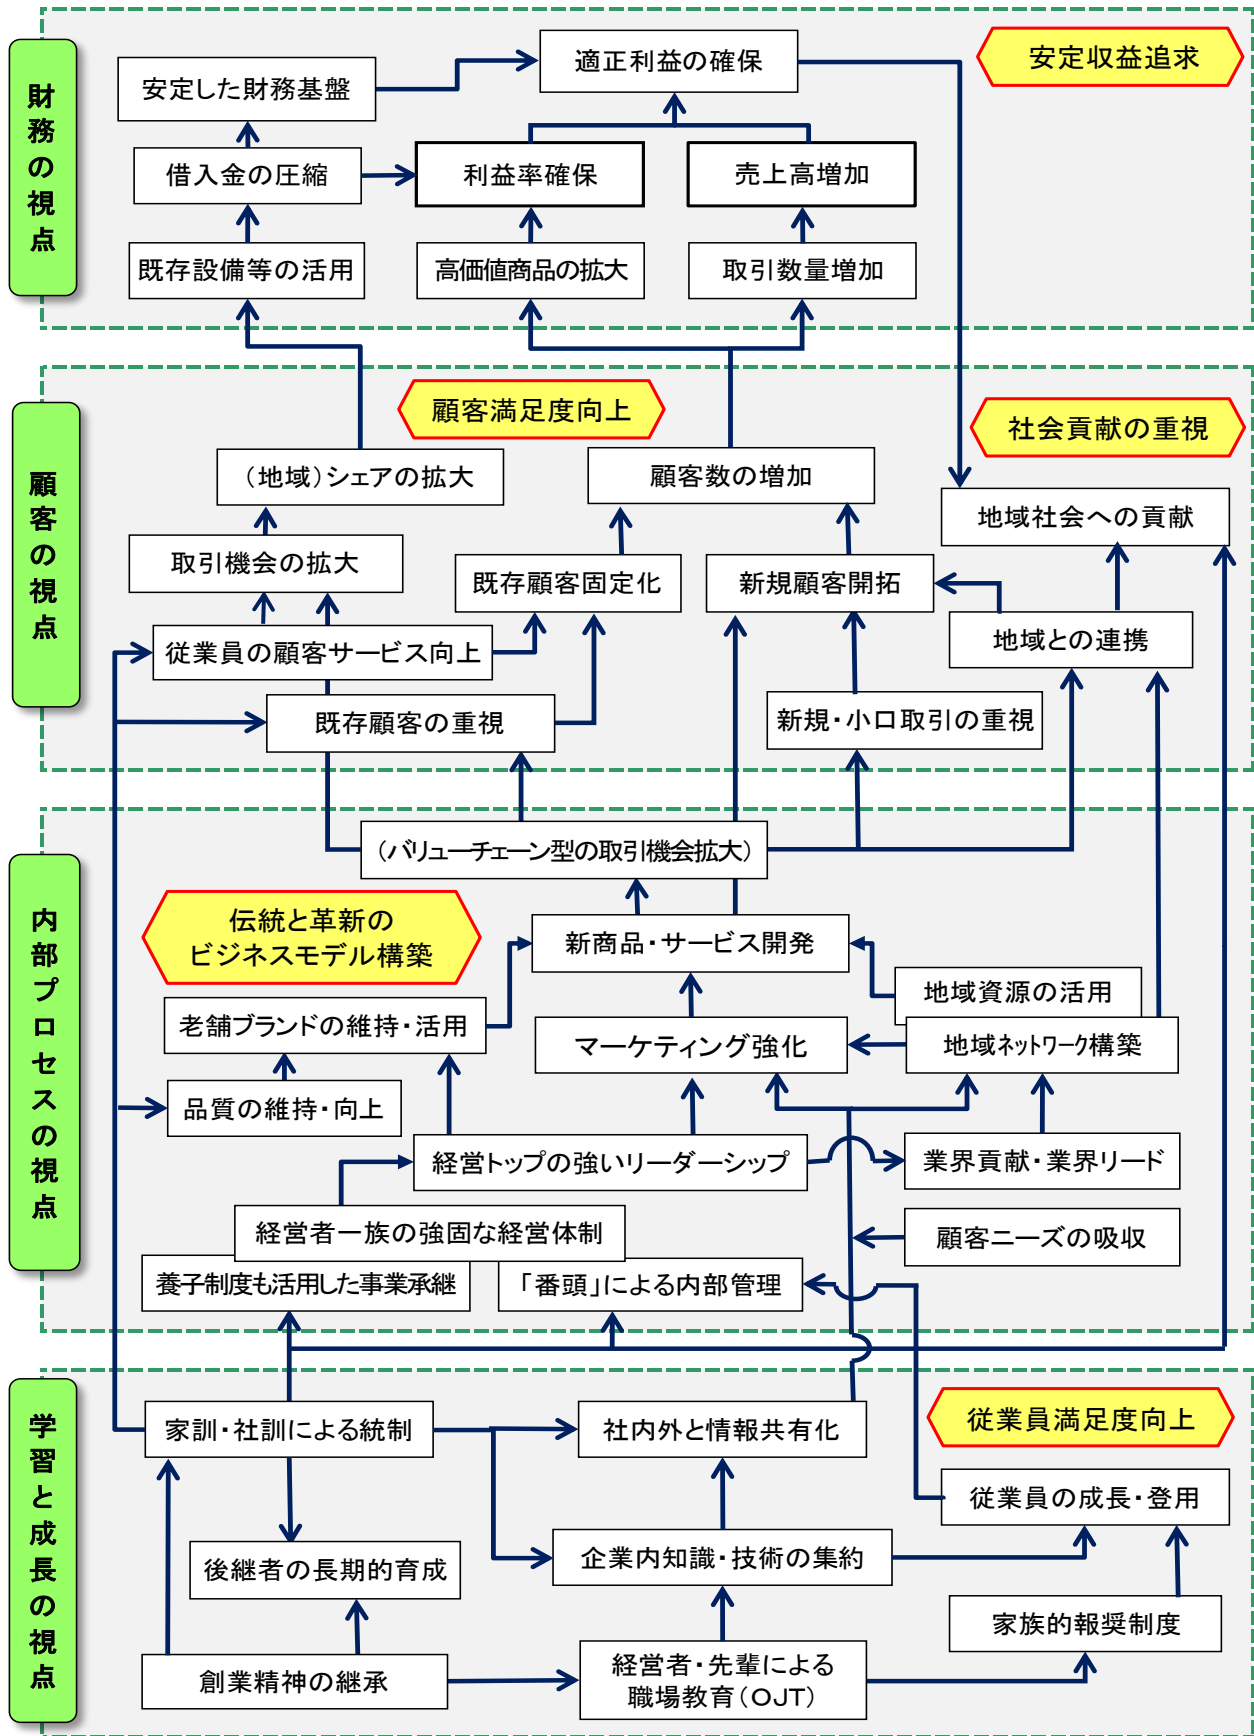 財務の視点
適正利益の確保
安定収益追求
安定した財務基盤
借入金の圧縮
利益率確保
売上高増加
既存設備等の活用
高価値商品の拡大
取引数量増加
顧客の視点
顧客満足度向上
社会貢献の重視
(地域)シェアの拡大
顧客数の増加
地域社会への貢献
取引機会の拡大
既存顧客固定化
新規顧客開拓
従業員の顧客サービス向上
地域との連携
既存顧客の重視
新規・小口取引の重視
内部プロセスの視点
(バリューチェーン型の取引機会拡大)
伝統と革新の
ビジネスモデル構築
新商品・サービス開発
地域資源の活用
老舗ブランドの維持・活用
マーケティング強化
地域ネットワーク構築
品質の維持・向上
経営トップの強いリーダーシップ
業界貢献・業界リード
経営者一族の強固な経営体制
顧客ニーズの吸収
養子制度も活用した事業承継
「番頭」による内部管理
学習と成長の視点
家訓・社訓による統制
社内外と情報共有化
従業員満足度向上
従業員の成長・登用
後継者の長期的育成
企業内知識・技術の集約
家族的報奨制度
創業精神の継承
経営者・先輩による
職場教育(OJT)